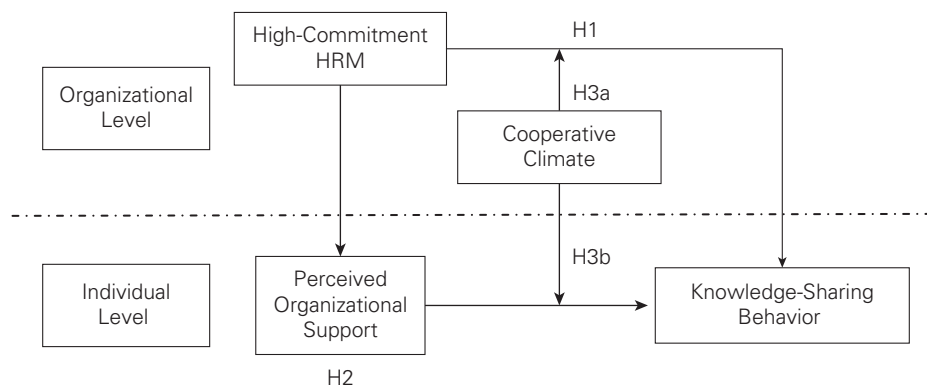 High-Commitment
HRM
H1
Organizational
Level
H3a
Cooperative
Climate
H3b
Individual
Level
Perceived
Organizational
Support
Knowledge-Sharing
Behavior
H2